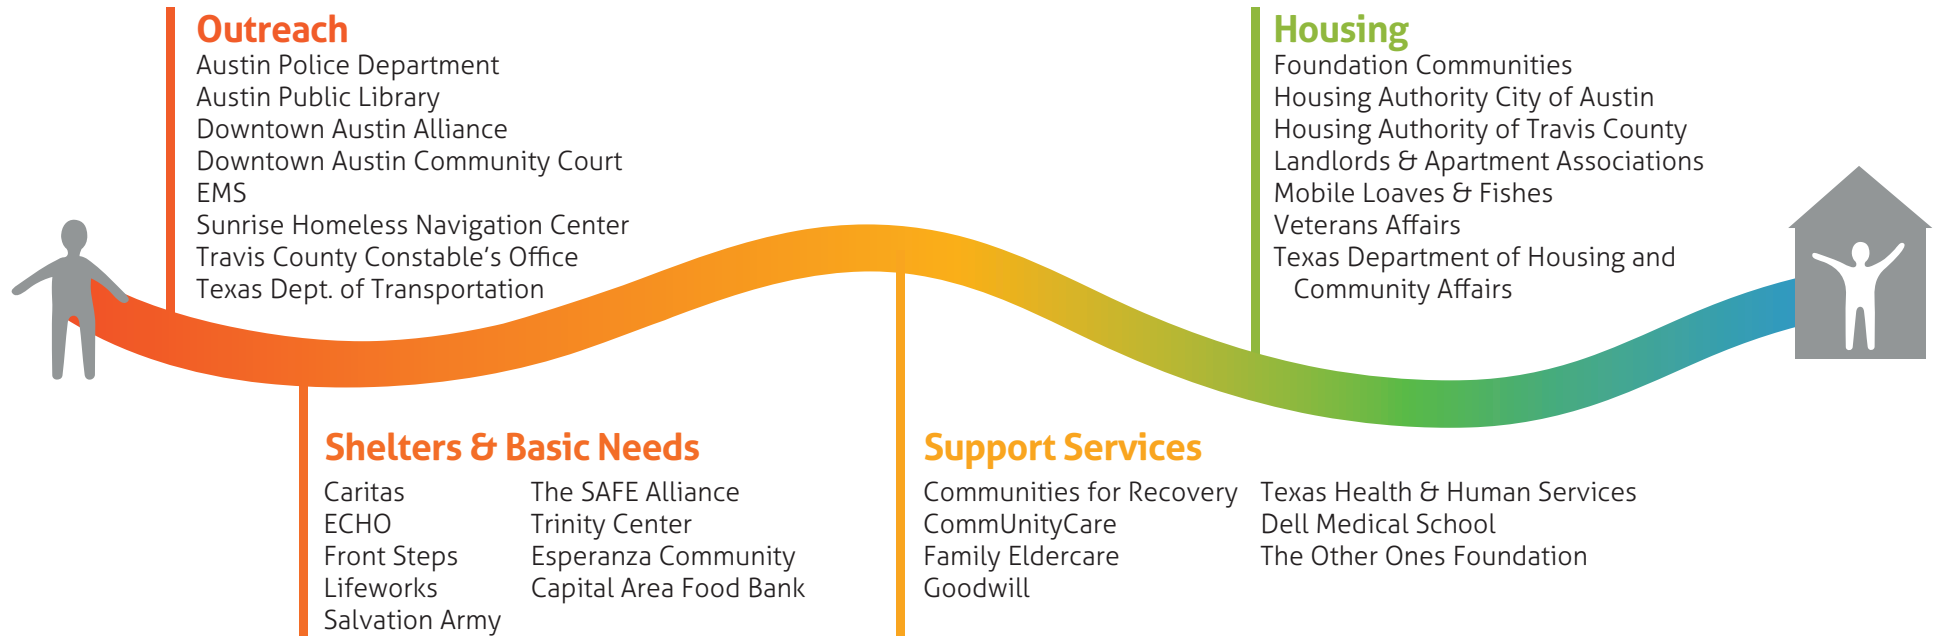 Outreach
Austin Police Department
Austin Public Library
Downtown Austin Alliance
Downtown Austin Community Court
EMS
Sunrise Homeless Navigation Center
Travis County Constable’s Office
Texas Dept. of Transportation
Shelters & Basic Needs
Caritas
ECHO
Front Steps
Lifeworks
Salvation Army
The SAFE Alliance
Trinity Center
Esperanza Community
Capital Area Food Bank
Support Services
Communities for Recovery
CommUnityCare
Family Eldercare
Goodwill
Texas Health & Human Services
Dell Medical School
The Other Ones Foundation
Housing
Foundation Communities
Housing Authority City of Austin
Housing Authority of Travis County
Landlords & Apartment Associations
Mobile Loaves & Fishes
Veterans Affairs
Texas Department of Housing and
Community Affairs